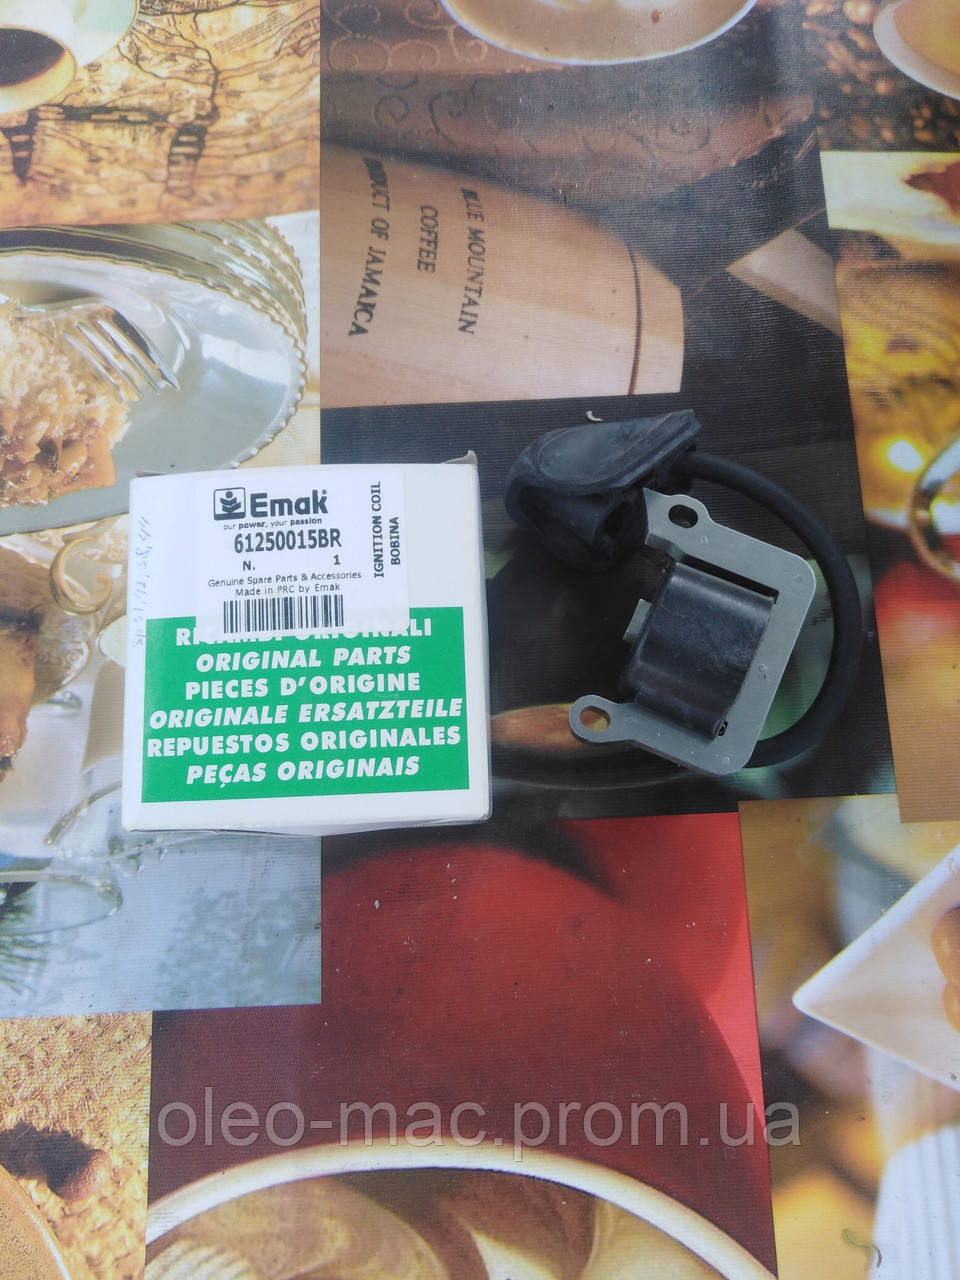 BLUE MOUNTAIN
COFFEE
PRODUCT OF JAMAICA
Emak
our power, your passion
61250015BR
N. 1
Genuine Spare Parts & Accessories
Made in PRC by Emak
IGNITION COIL
BOBINA
RICAMBI ORIGINALI
ORIGINAL PARTS
PIECES D'ORIGINE
ORIGINALE ERSATZTEILE
REPUESTOS ORIGINALES
PEÇAS ORIGINAIS
oleo-mac.prom.ua